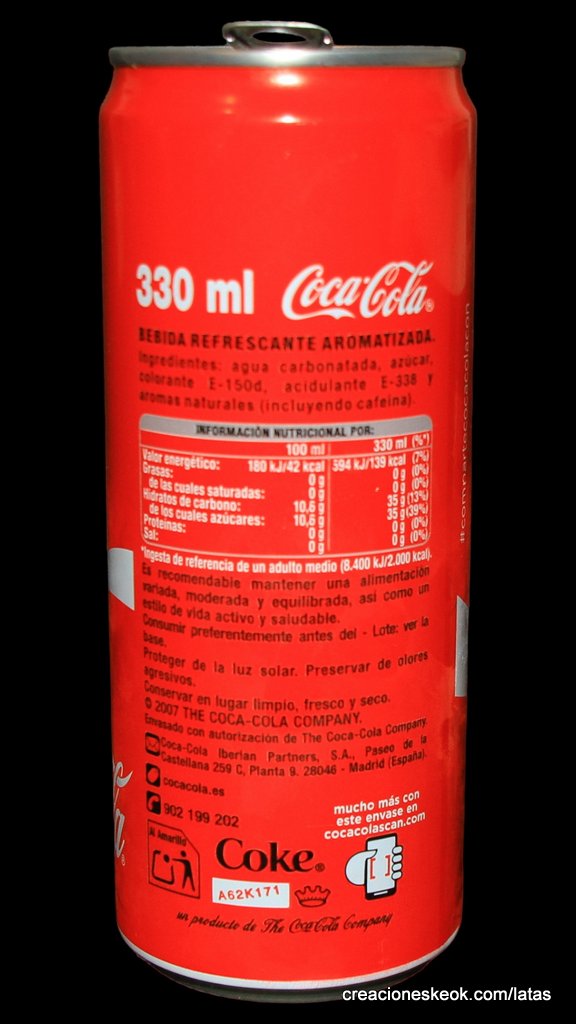 330 ml Coca-Cola®
BEBIDA REFRESCANTE AROMATIZADA.
Ingredientes: agua carbonatada, azúcar,
colorante E-150d, acidulante E-338 y
aromas naturales (incluyendo cafeína).
INFORMACIÓN NUTRICIONAL POR:
100 ml 330 ml (%*)
Valor energético: 180 kJ/42 kcal 594 kJ/139 kcal (7%)
Grasas: 0 g 0 g (0%)
de las cuales saturadas: 0 g 0 g (0%)
Hidratos de carbono: 10,6 g 35 g (13%)
de los cuales azúcares: 10,6 g 35 g (39%)
Proteínas: 0 g 0 g (0%)
Sal: 0 g 0 g (0%)
*Ingesta de referencia de un adulto medio (8.400 kJ/2.000 kcal).
Es recomendable mantener una alimentación
variada, moderada y equilibrada, así como un
estilo de vida activo y saludable.
Consumir preferentemente antes del - Lote: ver la
base.
Proteger de la luz solar. Preservar de olores
agresivos.
Conservar en lugar limpio, fresco y seco.
© 2007 THE COCA-COLA COMPANY.
Envasado con autorización de The Coca-Cola Company.
Coca-Cola Iberian Partners, S.A., Paseo de la
Castellana 259 C, Planta 9. 28046 - Madrid (España).
cocacola.es
902 199 202
mucho más con
este envase en
cocacolascan.com
Al Amarillo
Coke®
A62K171
un producto de The Coca-Cola Company
#compartecocacolacon
creacioneskeok.com/latas